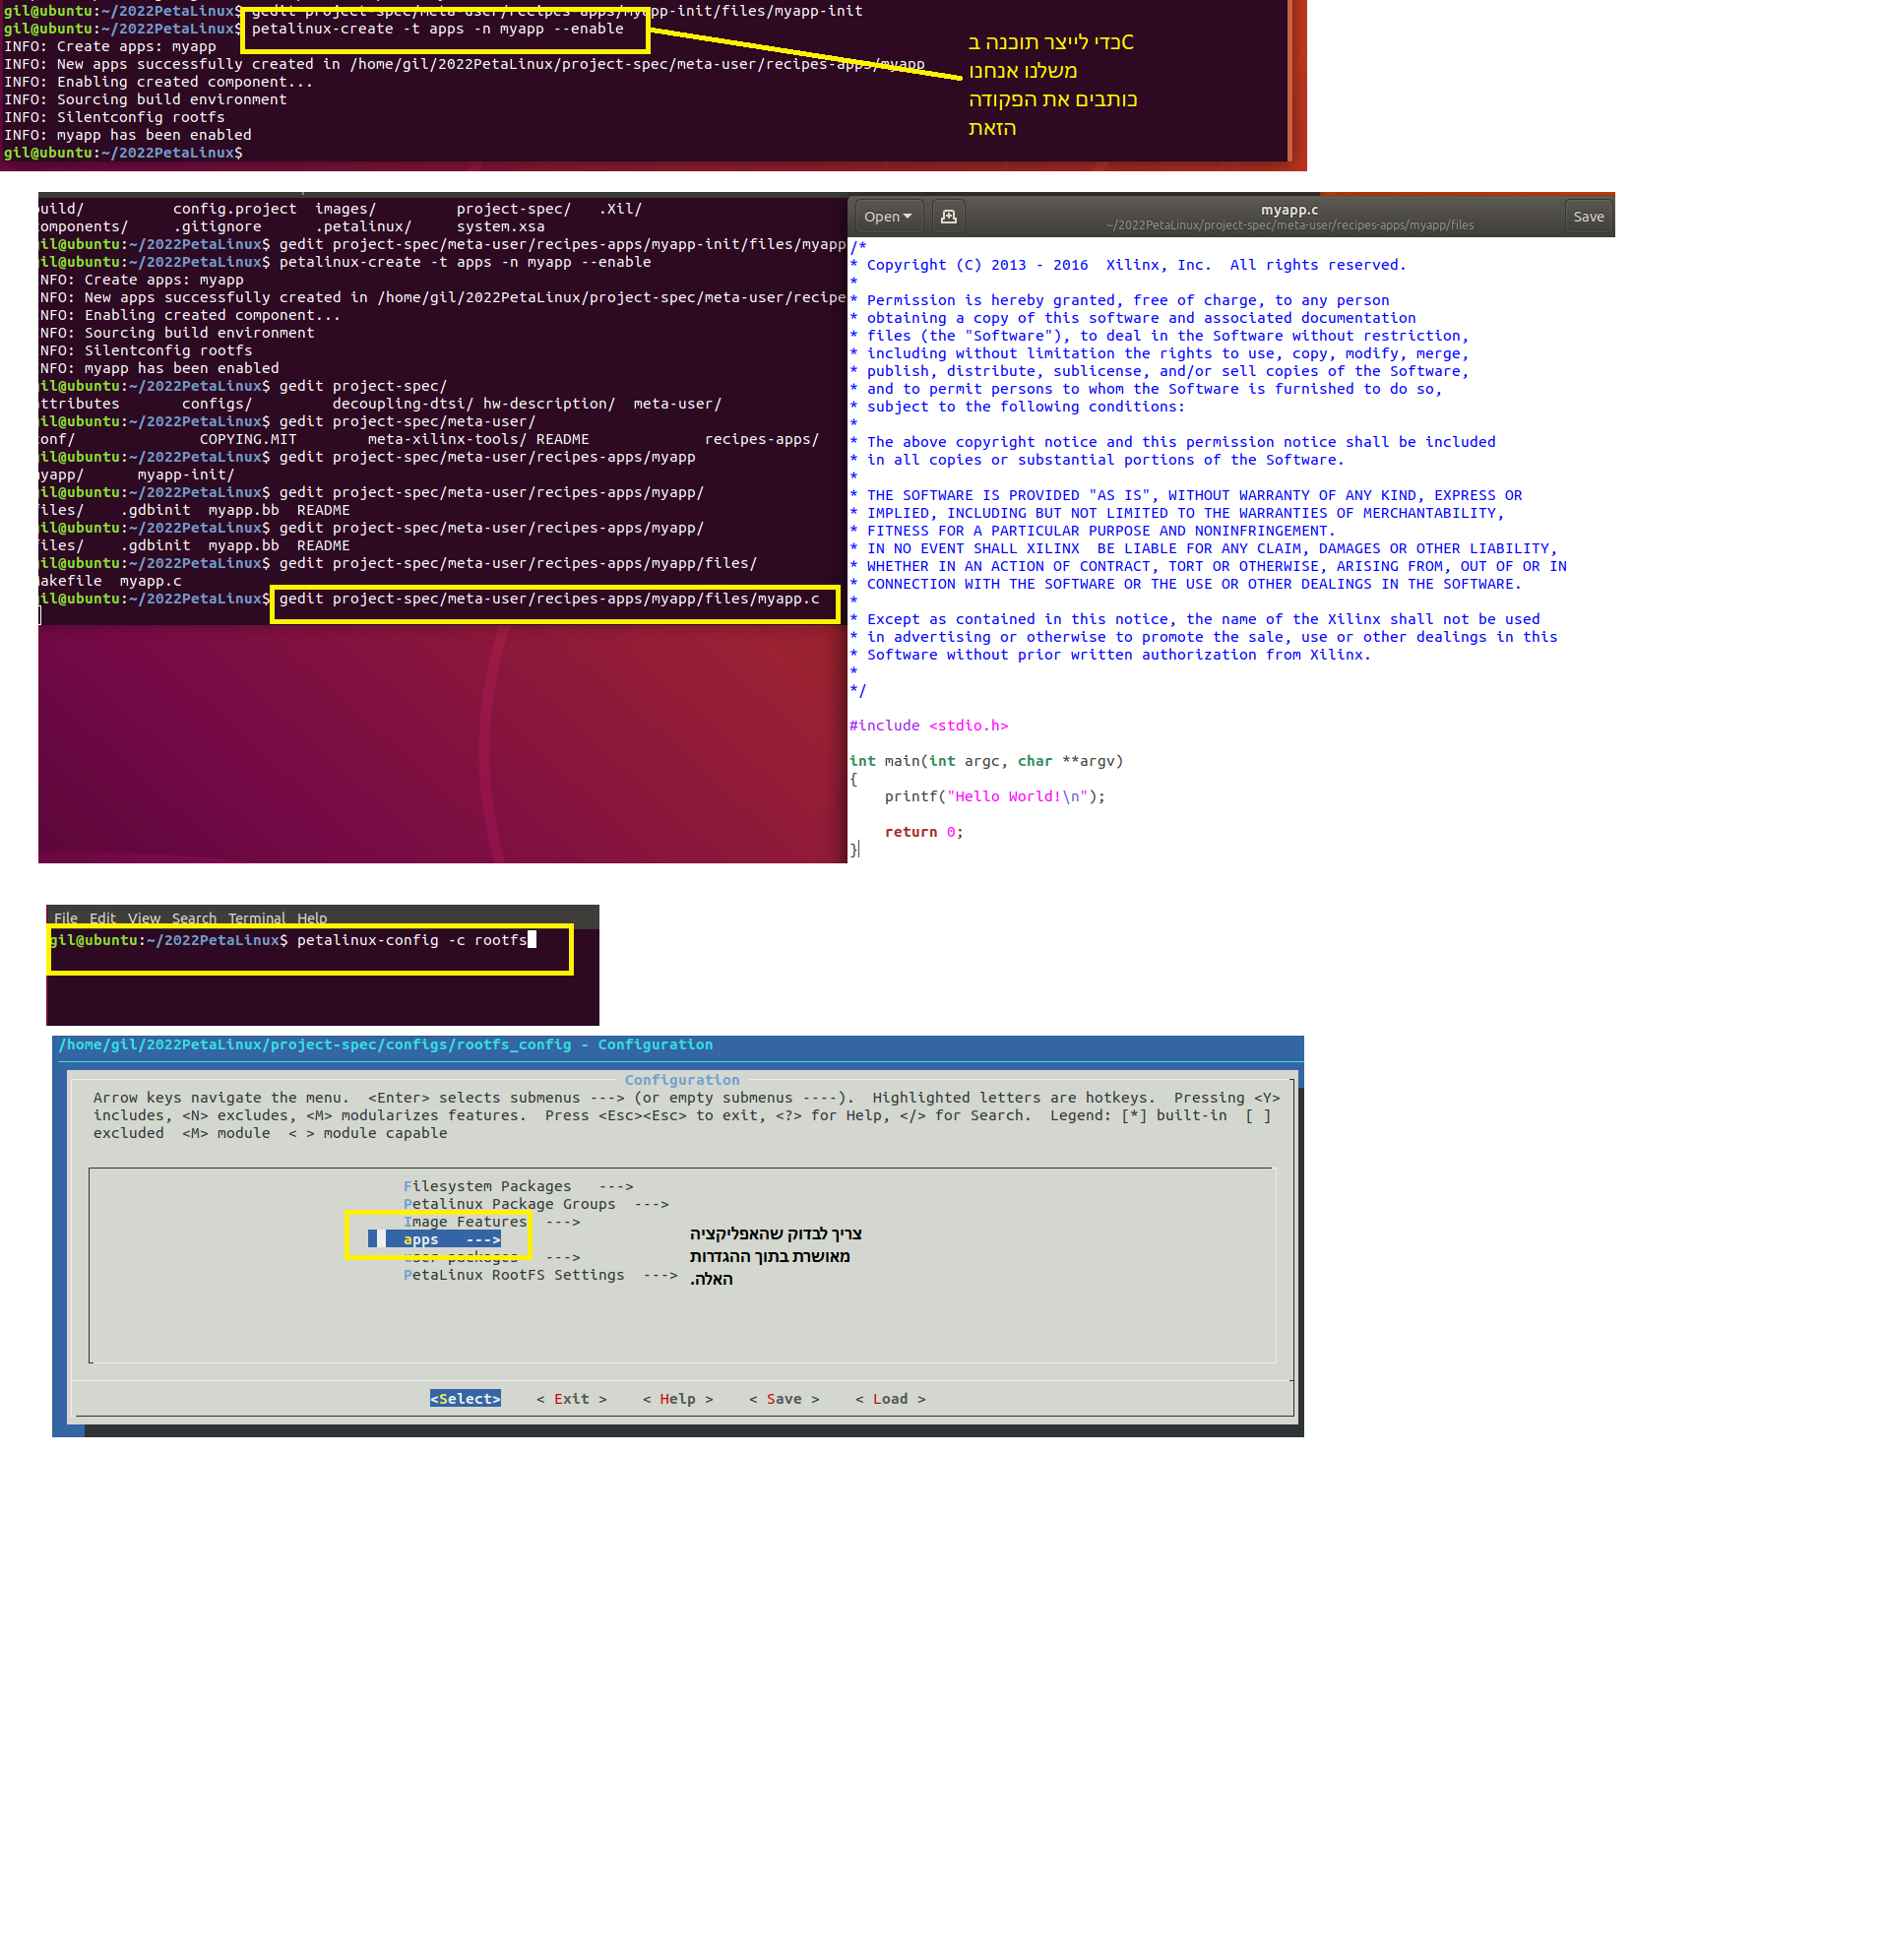 gil@ubuntu:~/2022PetaLinux$ gedit project-spec/meta-user/recipes-apps/myapp-init/files/myapp-init
gil@ubuntu:~/2022PetaLinux$ petalinux-create -t apps -n myapp --enable
INFO: Create apps: myapp
INFO: New apps successfully created in /home/gil/2022PetaLinux/project-spec/meta-user/recipes-apps/myapp
INFO: Enabling created component...
INFO: Sourcing build environment
INFO: Silentconfig rootfs
INFO: myapp has been enabled
gil@ubuntu:~/2022PetaLinux$
כדי לייצר תוכנה ב C
משלנו אנחנו
כותבים את הפקודה
הזאת
uild/ config.project images/ project-spec/ .Xil/
omponents/ .gitignore .petalinux/ system.xsa
gil@ubuntu:~/2022PetaLinux$ gedit project-spec/meta-user/recipes-apps/myapp-init/files/myapp
gil@ubuntu:~/2022PetaLinux$ petalinux-create -t apps -n myapp --enable
NFO: Create apps: myapp
NFO: New apps successfully created in /home/gil/2022PetaLinux/project-spec/meta-user/recipe
NFO: Enabling created component...
NFO: Sourcing build environment
NFO: Silentconfig rootfs
NFO: myapp has been enabled
gil@ubuntu:~/2022PetaLinux$ gedit project-spec/
ttributes configs/ decoupling-dtsi/ hw-description/ meta-user/
gil@ubuntu:~/2022PetaLinux$ gedit project-spec/meta-user/
conf/ COPYING.MIT meta-xilinx-tools/ README recipes-apps/
gil@ubuntu:~/2022PetaLinux$ gedit project-spec/meta-user/recipes-apps/myapp
myapp/ myapp-init/
gil@ubuntu:~/2022PetaLinux$ gedit project-spec/meta-user/recipes-apps/myapp/
files/ .gdbinit myapp.bb README
gil@ubuntu:~/2022PetaLinux$ gedit project-spec/meta-user/recipes-apps/myapp/
files/ .gdbinit myapp.bb README
gil@ubuntu:~/2022PetaLinux$ gedit project-spec/meta-user/recipes-apps/myapp/files/
Makefile myapp.c
gil@ubuntu:~/2022PetaLinux$ gedit project-spec/meta-user/recipes-apps/myapp/files/myapp.c
Open
myapp.c
~/2022PetaLinux/project-spec/meta-user/recipes-apps/myapp/files
Save
/*
* Copyright (C) 2013 - 2016  Xilinx, Inc.  All rights reserved.
*
* Permission is hereby granted, free of charge, to any person
* obtaining a copy of this software and associated documentation
* files (the "Software"), to deal in the Software without restriction,
* including without limitation the rights to use, copy, modify, merge,
* publish, distribute, sublicense, and/or sell copies of the Software,
* and to permit persons to whom the Software is furnished to do so,
* subject to the following conditions:
*
* The above copyright notice and this permission notice shall be included
* in all copies or substantial portions of the Software.
*
* THE SOFTWARE IS PROVIDED "AS IS", WITHOUT WARRANTY OF ANY KIND, EXPRESS OR
* IMPLIED, INCLUDING BUT NOT LIMITED TO THE WARRANTIES OF MERCHANTABILITY,
* FITNESS FOR A PARTICULAR PURPOSE AND NONINFRINGEMENT.
* IN NO EVENT SHALL XILINX  BE LIABLE FOR ANY CLAIM, DAMAGES OR OTHER LIABILITY,
* WHETHER IN AN ACTION OF CONTRACT, TORT OR OTHERWISE, ARISING FROM, OUT OF OR IN
* CONNECTION WITH THE SOFTWARE OR THE USE OR OTHER DEALINGS IN THE SOFTWARE.
*
* Except as contained in this notice, the name of the Xilinx shall not be used
* in advertising or otherwise to promote the sale, use or other dealings in this
* Software without prior written authorization from Xilinx.
*
*/
#include <stdio.h>
int main(int argc, char **argv)
{
printf("Hello World!\n");
return 0;
}
File Edit View Search Terminal Help
gil@ubuntu:~/2022PetaLinux$ petalinux-config -c rootfs
/home/gil/2022PetaLinux/project-spec/configs/rootfs_config - Configuration
Configuration
Arrow keys navigate the menu.  <Enter> selects submenus ---> (or empty submenus ----).  Highlighted letters are hotkeys.  Pressing <Y>
includes, <N> excludes, <M> modularizes features.  Press <Esc><Esc> to exit, <?> for Help, </> for Search.  Legend: [*] built-in  [ ]
excluded  <M> module  < > module capable
Filesystem Packages  --->
Petalinux Package Groups  --->
Image Features  --->
apps  --->
user packages  --->
PetaLinux RootFS Settings  --->
צריך לבדוק שהאפליקציה
מאושרת בתוך ההגדרות
האלה.
<Select> < Exit > < Help > < Save > < Load >